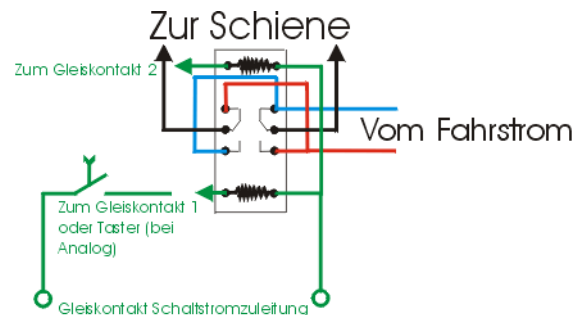 Zur Schiene
Zum Gleiskontakt 2
Vom Fahrstrom
Zum Gleiskontakt 1
oder Taster (bei
Analog)
Gleiskontakt Schaltstromzuleitung